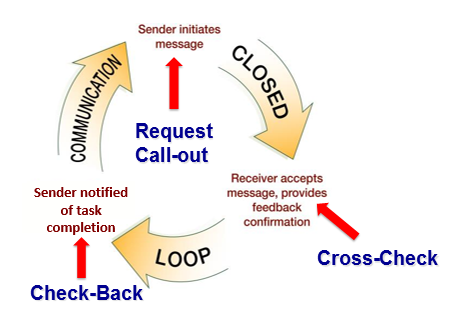 Sender initiates
message
CLOSED
COMMUNICATION
Request
Call-out
Receiver accepts
message, provides
feedback
confirmation
Sender notified
of task
completion
LOOP
Cross-Check
Check-Back